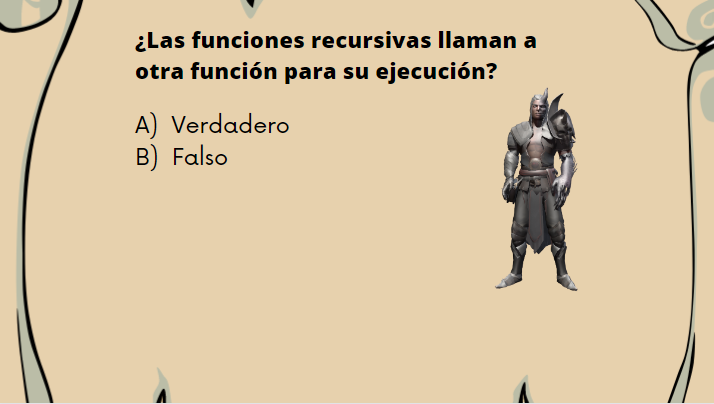 ¿Las funciones recursivas llaman a
otra función para su ejecución?
A) Verdadero
B) Falso